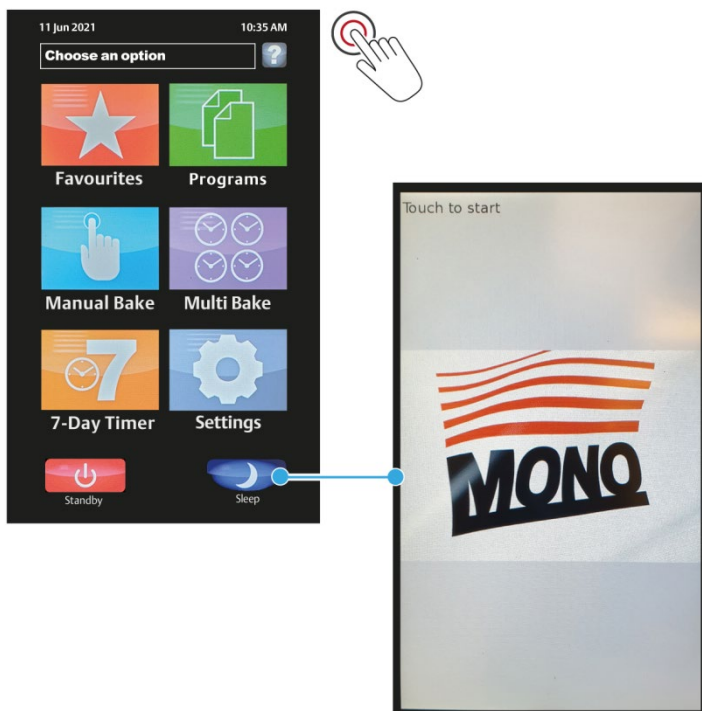 11 Jun 2021 10:35 AM
Choose an option ?
Favourites Programs
Manual Bake Multi Bake
7
7-Day Timer Settings
Standby Sleep
Touch to start
MONO